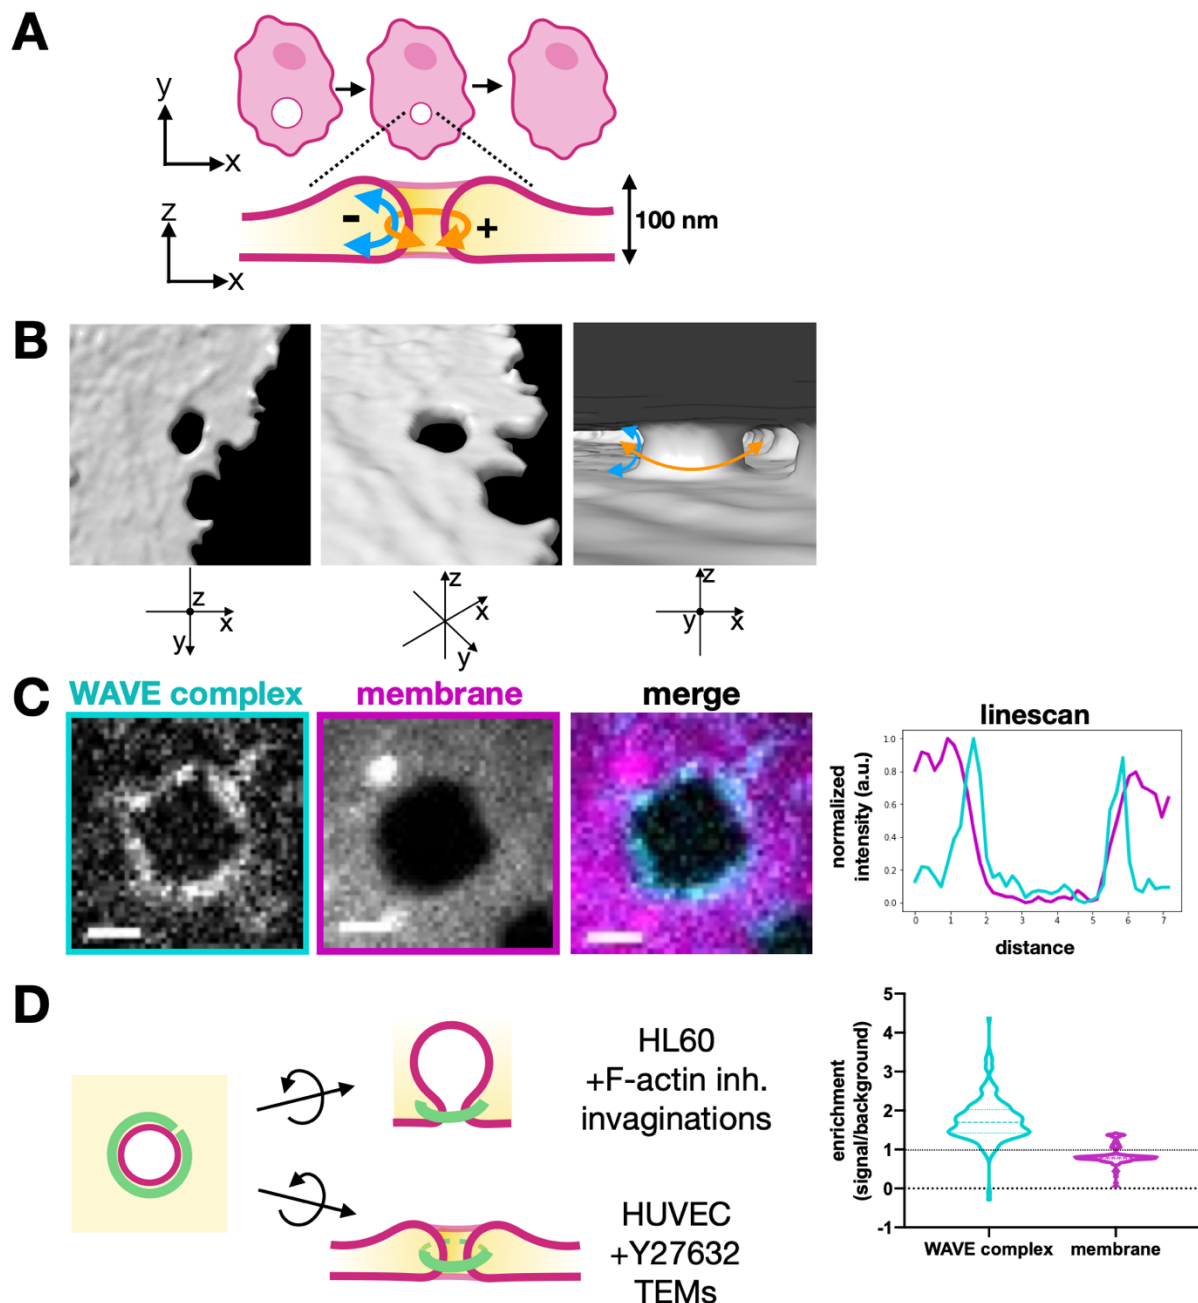 A
y
x
z
x
-
+
100 nm
B
z
x
y
z
x
y
z
y
x
C
WAVE complex
membrane
merge
linescan
normalized
intensity (a.u.)
1.0
0.8
0.6
0.4
0.2
0.0
0 1 2 3 4 5 6 7
distance
D
HL60
+F-actin inh.
invaginations
HUVEC
+Y27632
TEMs
enrichment
(signal/background)
5
4
3
2
1
0
-1
WAVE complex membrane